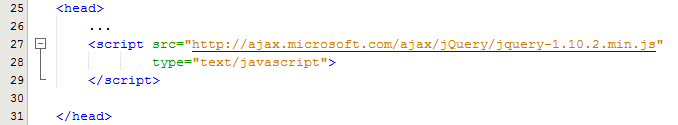 25 <head>
26 ...
27 <script src="http://ajax.microsoft.com/ajax/jQuery/jquery-1.10.2.min.js"
28 type="text/javascript">
29 </script>
30
31 </head>